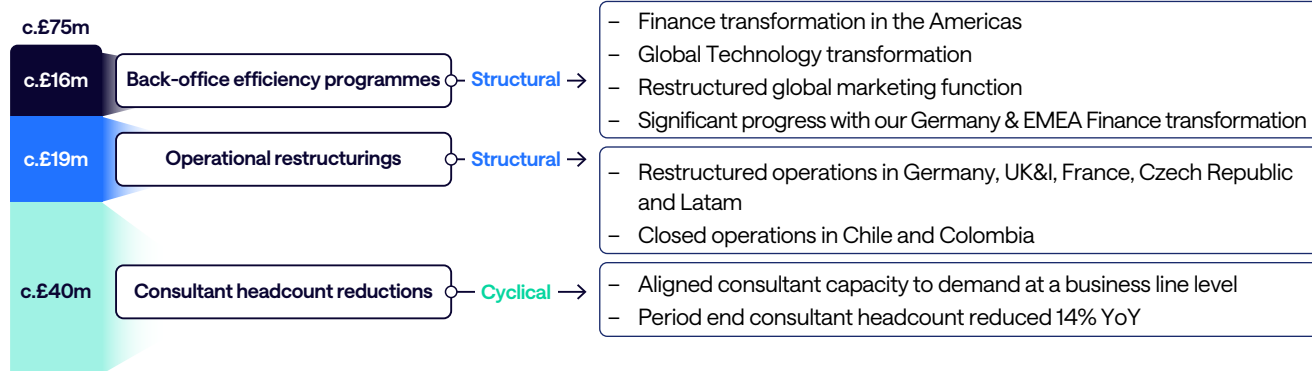 c.£75m
c.£16m
Back-office efficiency programmes
Structural
– Finance transformation in the Americas
– Global Technology transformation
– Restructured global marketing function
– Significant progress with our Germany & EMEA Finance transformation
c.£19m
Operational restructurings
Structural
– Restructured operations in Germany, UK&I, France, Czech Republic
and Latam
– Closed operations in Chile and Colombia
c.£40m
Consultant headcount reductions
Cyclical
– Aligned consultant capacity to demand at a business line level
– Period end consultant headcount reduced 14% YoY